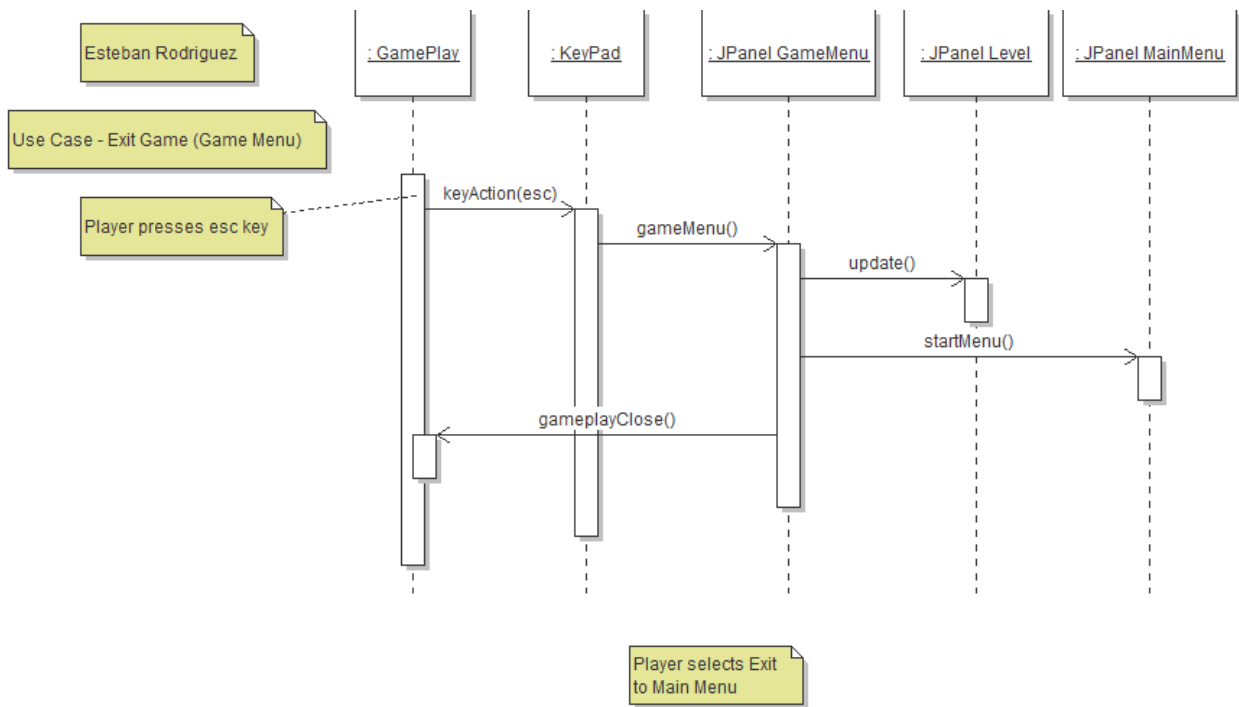 Esteban Rodriguez
: GamePlay
: KeyPad
: JPanel GameMenu
: JPanel Level
: JPanel MainMenu
Use Case - Exit Game (Game Menu)
Player presses esc key
keyAction(esc)
gameMenu()
update()
startMenu()
gameplayClose()
Player selects Exit
to Main Menu